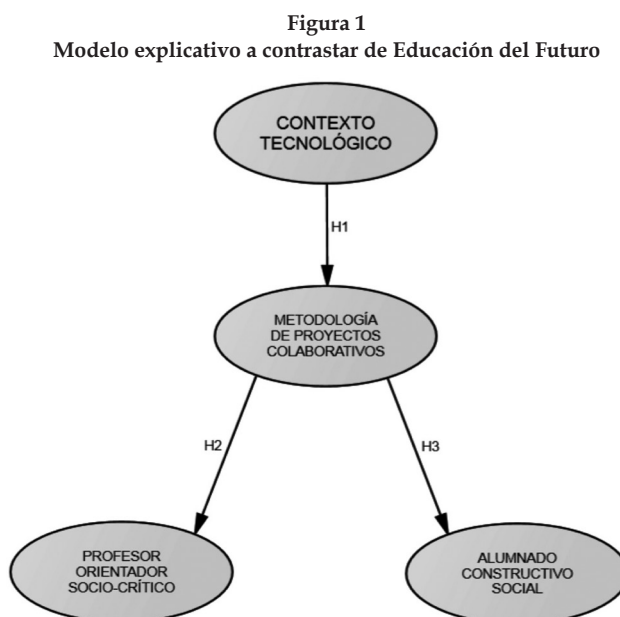 Figura 1
Modelo explicativo a contrastar de Educación del Futuro
CONTEXTO
TECNOLÓGICO
H1
METODOLOGÍA
DE PROYECTOS
COLABORATIVOS
H2
H3
PROFESOR
ORIENTADOR
SOCIO-CRÍTICO
ALUMNADO
CONSTRUCTIVO
SOCIAL